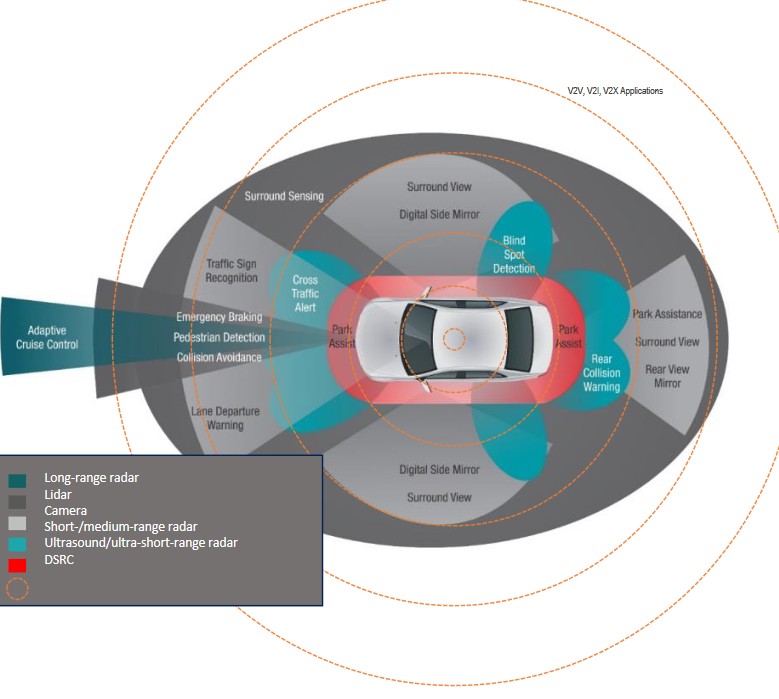 V2V, V2I, V2X Applications
Surround View
Surround Sensing
Digital Side Mirror
Blind
Spot
Detection
Traffic Sign
Recognition
Cross
Traffic
Alert
Emergency Braking
Pedestrian Detection
Collision Avoidance
Adaptive
Cruise Control
Park
Assist
Park
Assist
Park Assistance
Surround View
Rear View
Mirror
Rear
Collision
Warning
Lane Departure
Warning
Digital Side Mirror
Surround View
Long-range radar
Lidar
Camera
Short-/medium-range radar
Ultrasound/ultra-short-range radar
DSRC